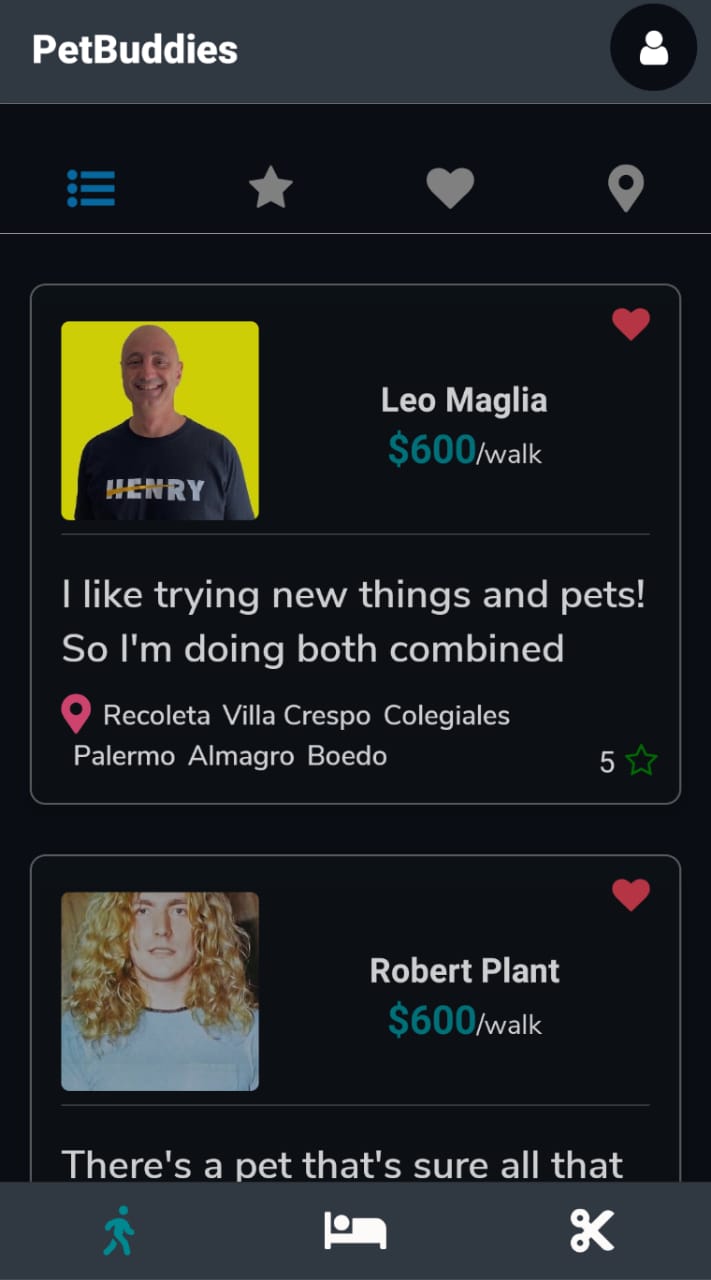 PetBuddies
HENRY
Leo Maglia
$600/walk
I like trying new things and pets!
So I'm doing both combined
Recoleta Villa Crespo Colegiales
Palermo Almagro Boedo
5
Robert Plant
$600/walk
There's a pet that's sure all that